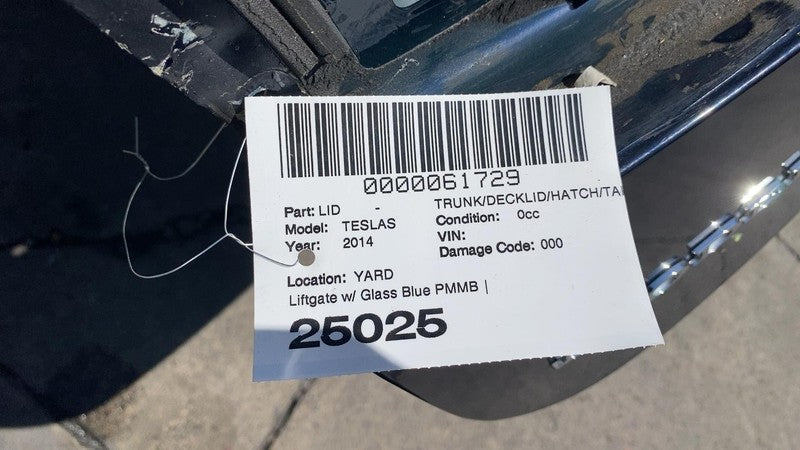 0000061729
Part: LID - TRUNK/DECKLID/HATCH/TA
Model: TESLAS Condition: 0cc
Year: 2014 VIN:
Damage Code: 000
Location: YARD
Liftgate w/ Glass Blue PMMB |
25025